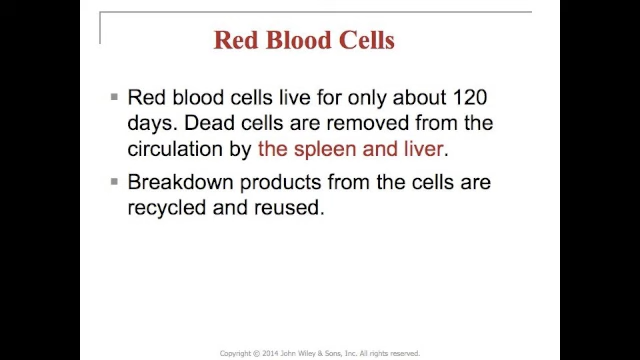 Red Blood Cells
Red blood cells live for only about 120
days. Dead cells are removed from the
circulation by the spleen and liver.
Breakdown products from the cells are
recycled and reused.
Copyright © 2014 John Wiley & Sons, Inc. All rights reserved.